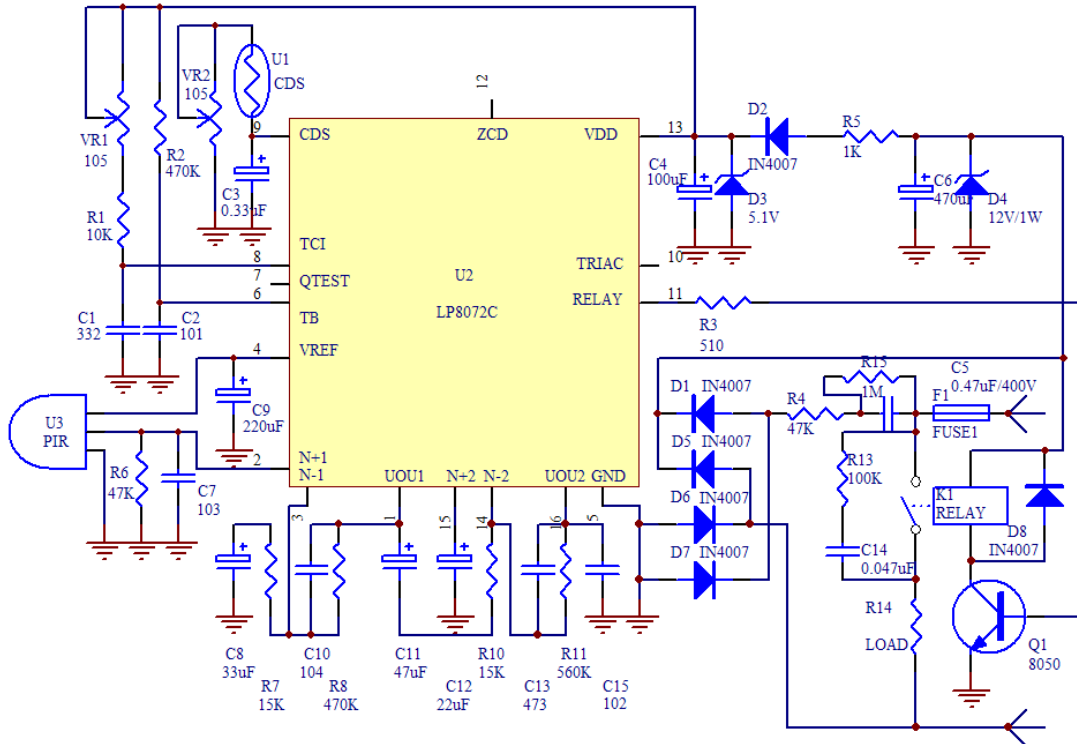 U1
CDS
VR2
105
12
9
CDS
ZCD
VDD
13
D2
IN4007
R5
1K
VR1
105
R2
470K
C3
0.33uF
C4
100uF
D3
5.1V
C6
470uF
D4
12V/1W
R1
10K
TCI
8
7
QTEST
6
TB
U2
LP8072C
TRIAC
10
RELAY
11
R3
510
C1
332
C2
101
4
VREF
C9
220uF
U3
PIR
R6
47K
C7
103
2
N+1
N-1
UOU1
N+2
N-2
UOU2
GND
3
1
15
14
16
5
D1
IN4007
D5
IN4007
D6
IN4007
D7
IN4007
R4
47K
R15
1M
C5
0.47uF/400V
F1
FUSE1
R13
100K
K1
RELAY
D8
IN4007
C14
0.047uF
R14
LOAD
Q1
8050
C8
33uF
R7
15K
C10
104
R8
470K
C11
47uF
C12
22uF
R10
15K
C13
473
R11
560K
C15
102